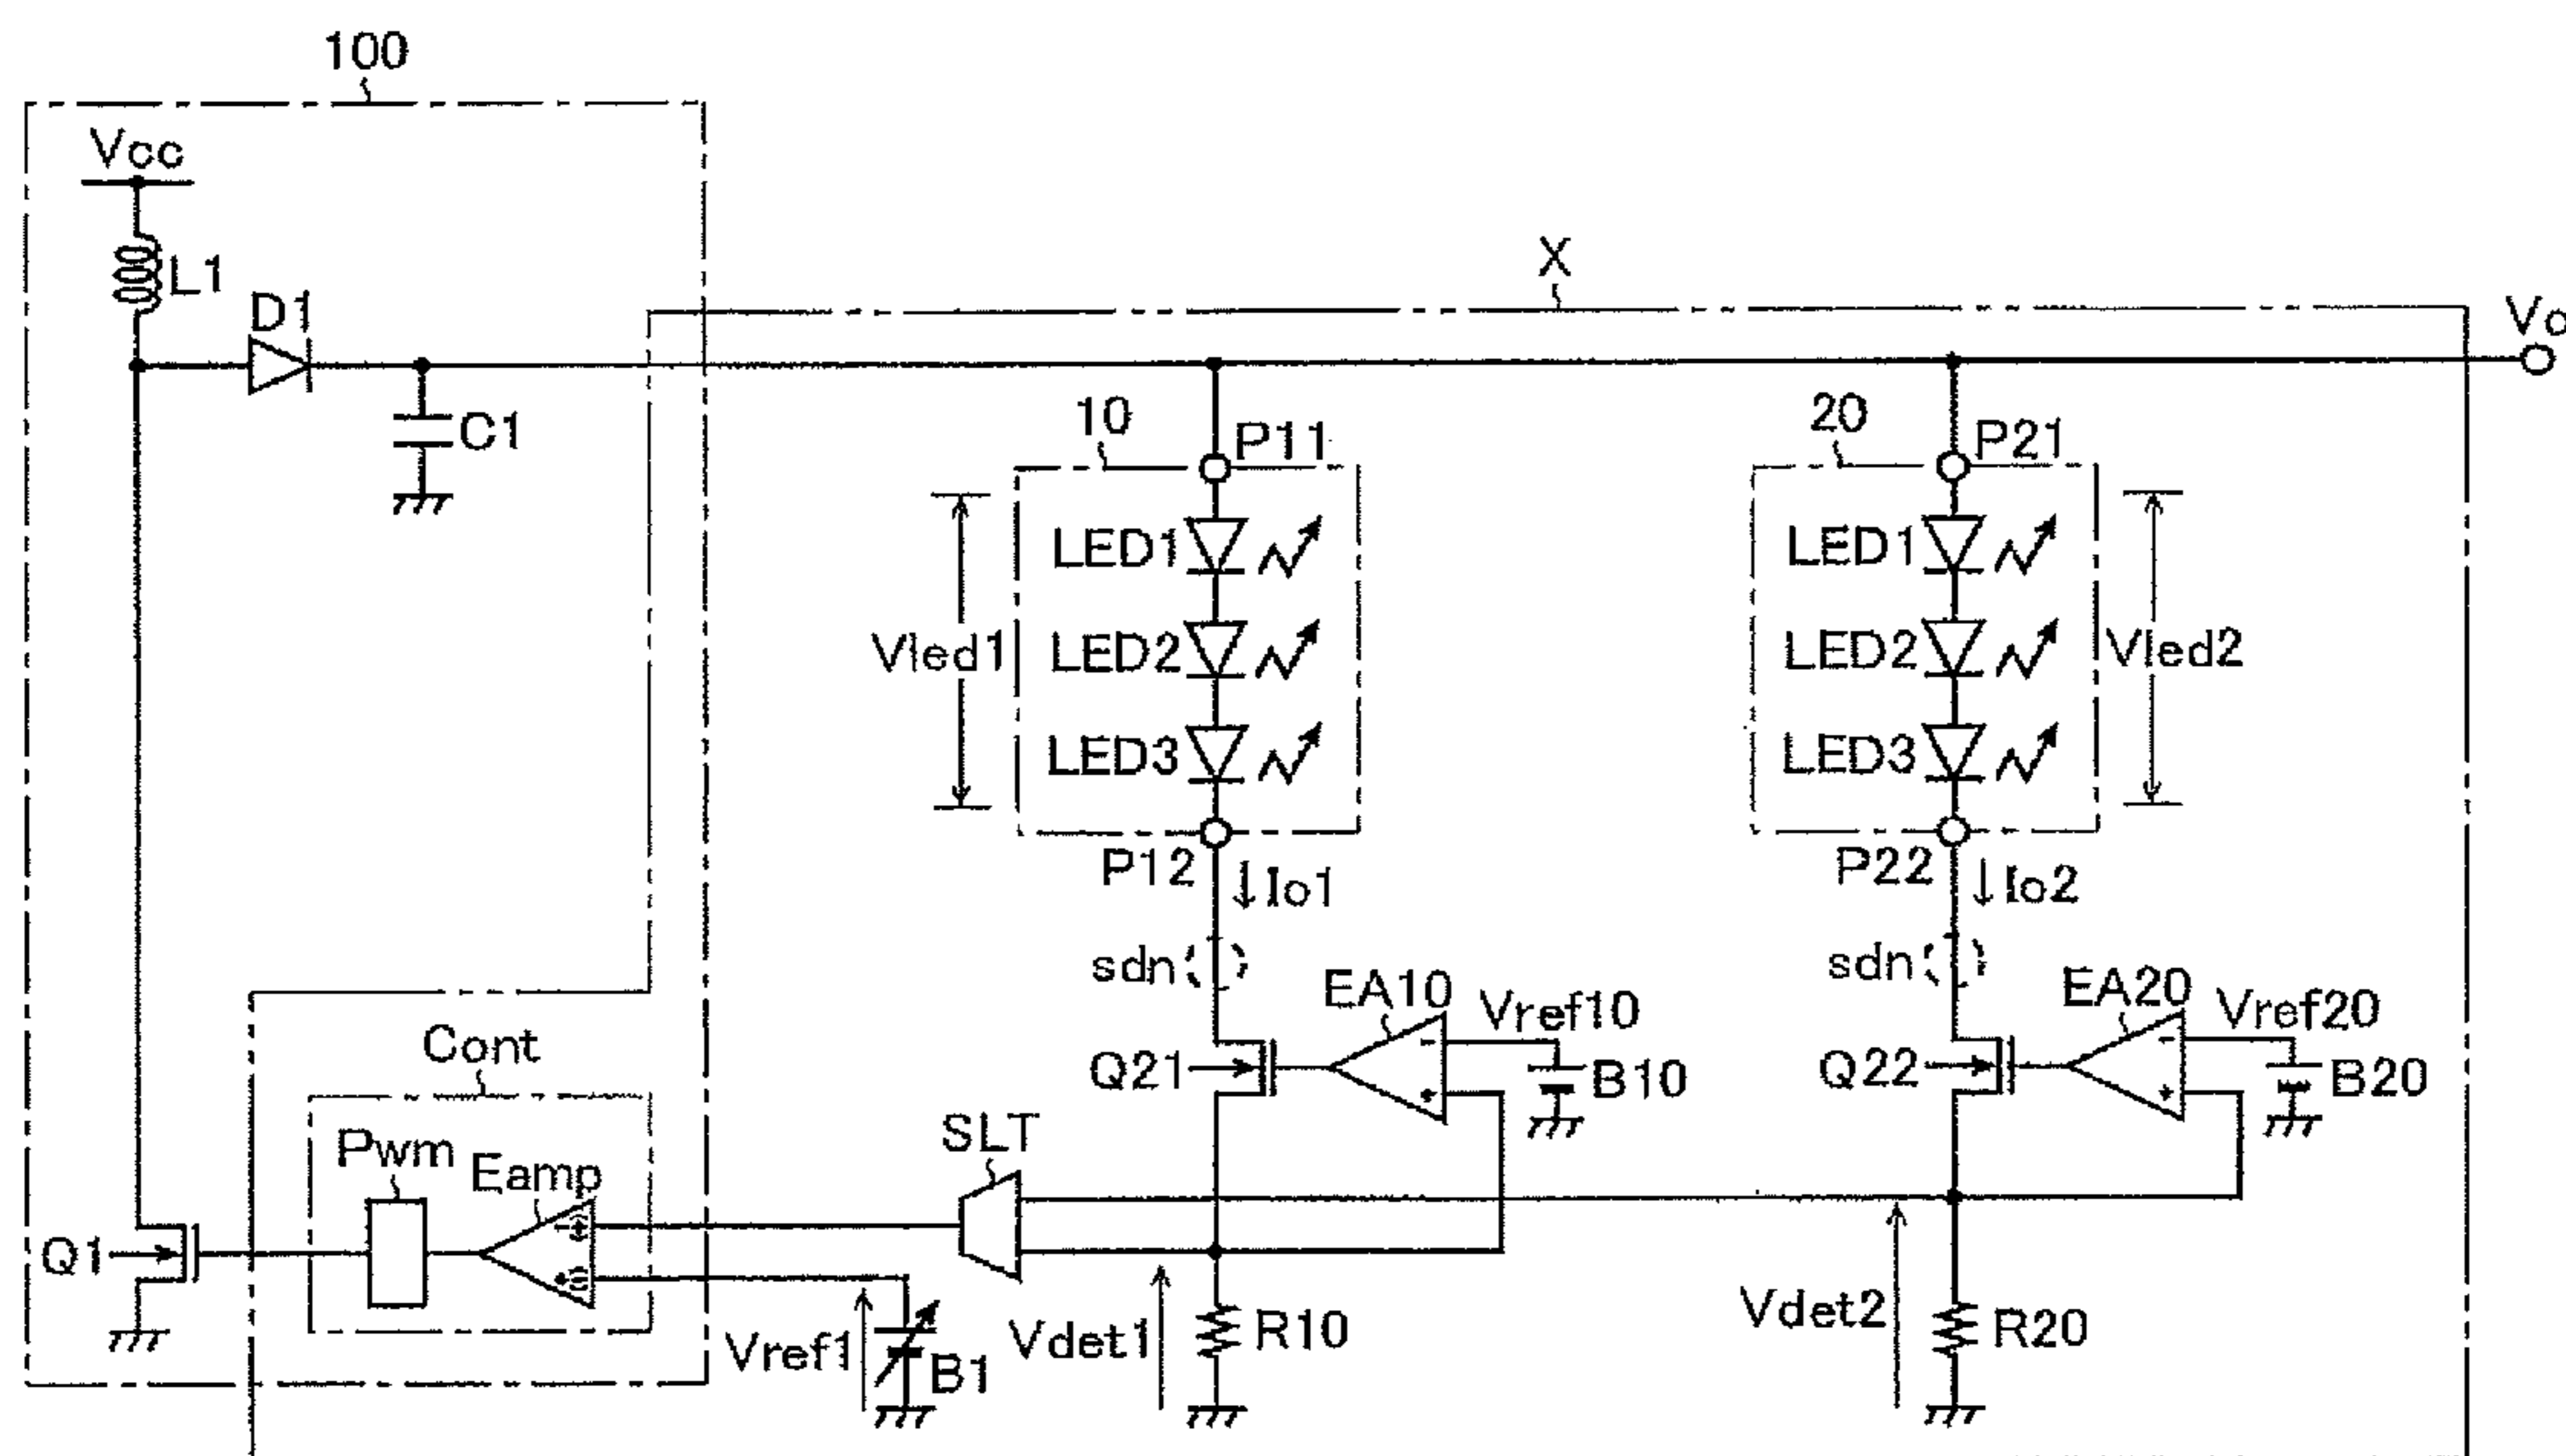 100
Vcc
L1
X
D1
Vo
C1
10
P11
20
P21
LED1
LED1
Vled1
LED2
LED2
Vled2
LED3
LED3
P12
Io1
P22
Io2
sdn
sdn
EA10
Vref10
EA20
Vref20
Cont
Q21
-
+
B10
Q22
-
+
B20
Pwm
Eamp
SLT
Q1
Vref1
B1
Vdet1
R10
Vdet2
R20